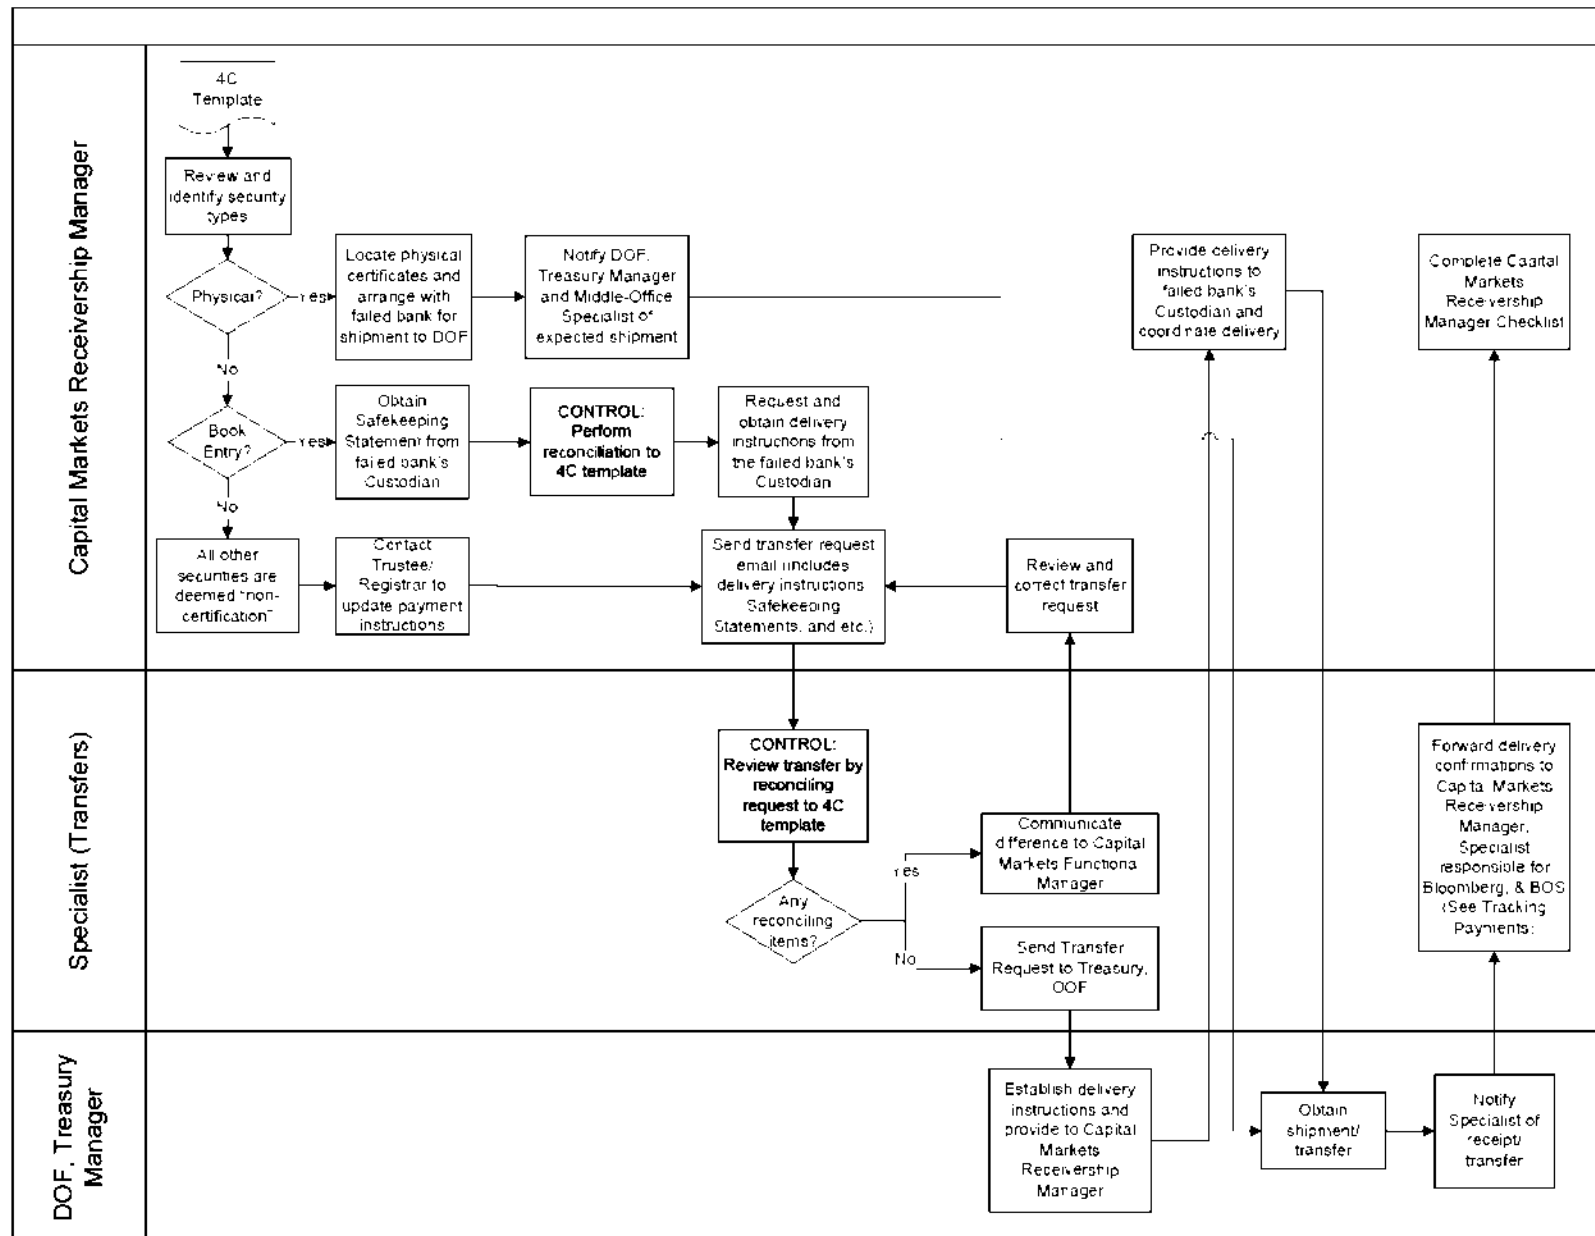 Capital Markets Receivership Manager
4C
Template
Review and
identify security
types
Physical?
Yes
Locate physical
certificates and
arrange with
failed bank for
shipment to DOF
Notify DOF,
Treasury Manager
and Middle-Office
Specialist of
expected shipment
Provide delivery
instructions to
failed bank's
Custodian and
coordinate delivery
Complete Capital
Markets
Receivership
Manager Checklist
No
Book
Entry?
Yes
Obtain
Safekeeping
Statement from
failed bank's
Custodian
CONTROL:
Perform
reconciliation to
4C template
Request and
obtain delivery
instructions from
the failed bank's
Custodian
No
All other
securities are
deemed "non-
certification"
Contact
Trustee/
Registrar to
update payment
instructions
Send transfer request
email (includes
delivery instructions
Safekeeping
Statements, and etc.)
Review and
correct transfer
request
Specialist (Transfers)
CONTROL:
Review transfer by
reconciling
request to 4C
template
Any
reconciling
items?
Yes
Communicate
difference to Capital
Markets Functional
Manager
No
Send Transfer
Request to Treasury,
DOF
Forward delivery
confirmations to
Capital Markets
Receivership
Manager,
Specialist
responsible for
Bloomberg, & BOS
(See Tracking
Payments)
DOF, Treasury
Manager
Establish delivery
instructions and
provide to Capital
Markets
Receivership
Manager
Obtain
shipment/
transfer
Notify
Specialist of
receipt/
transfer